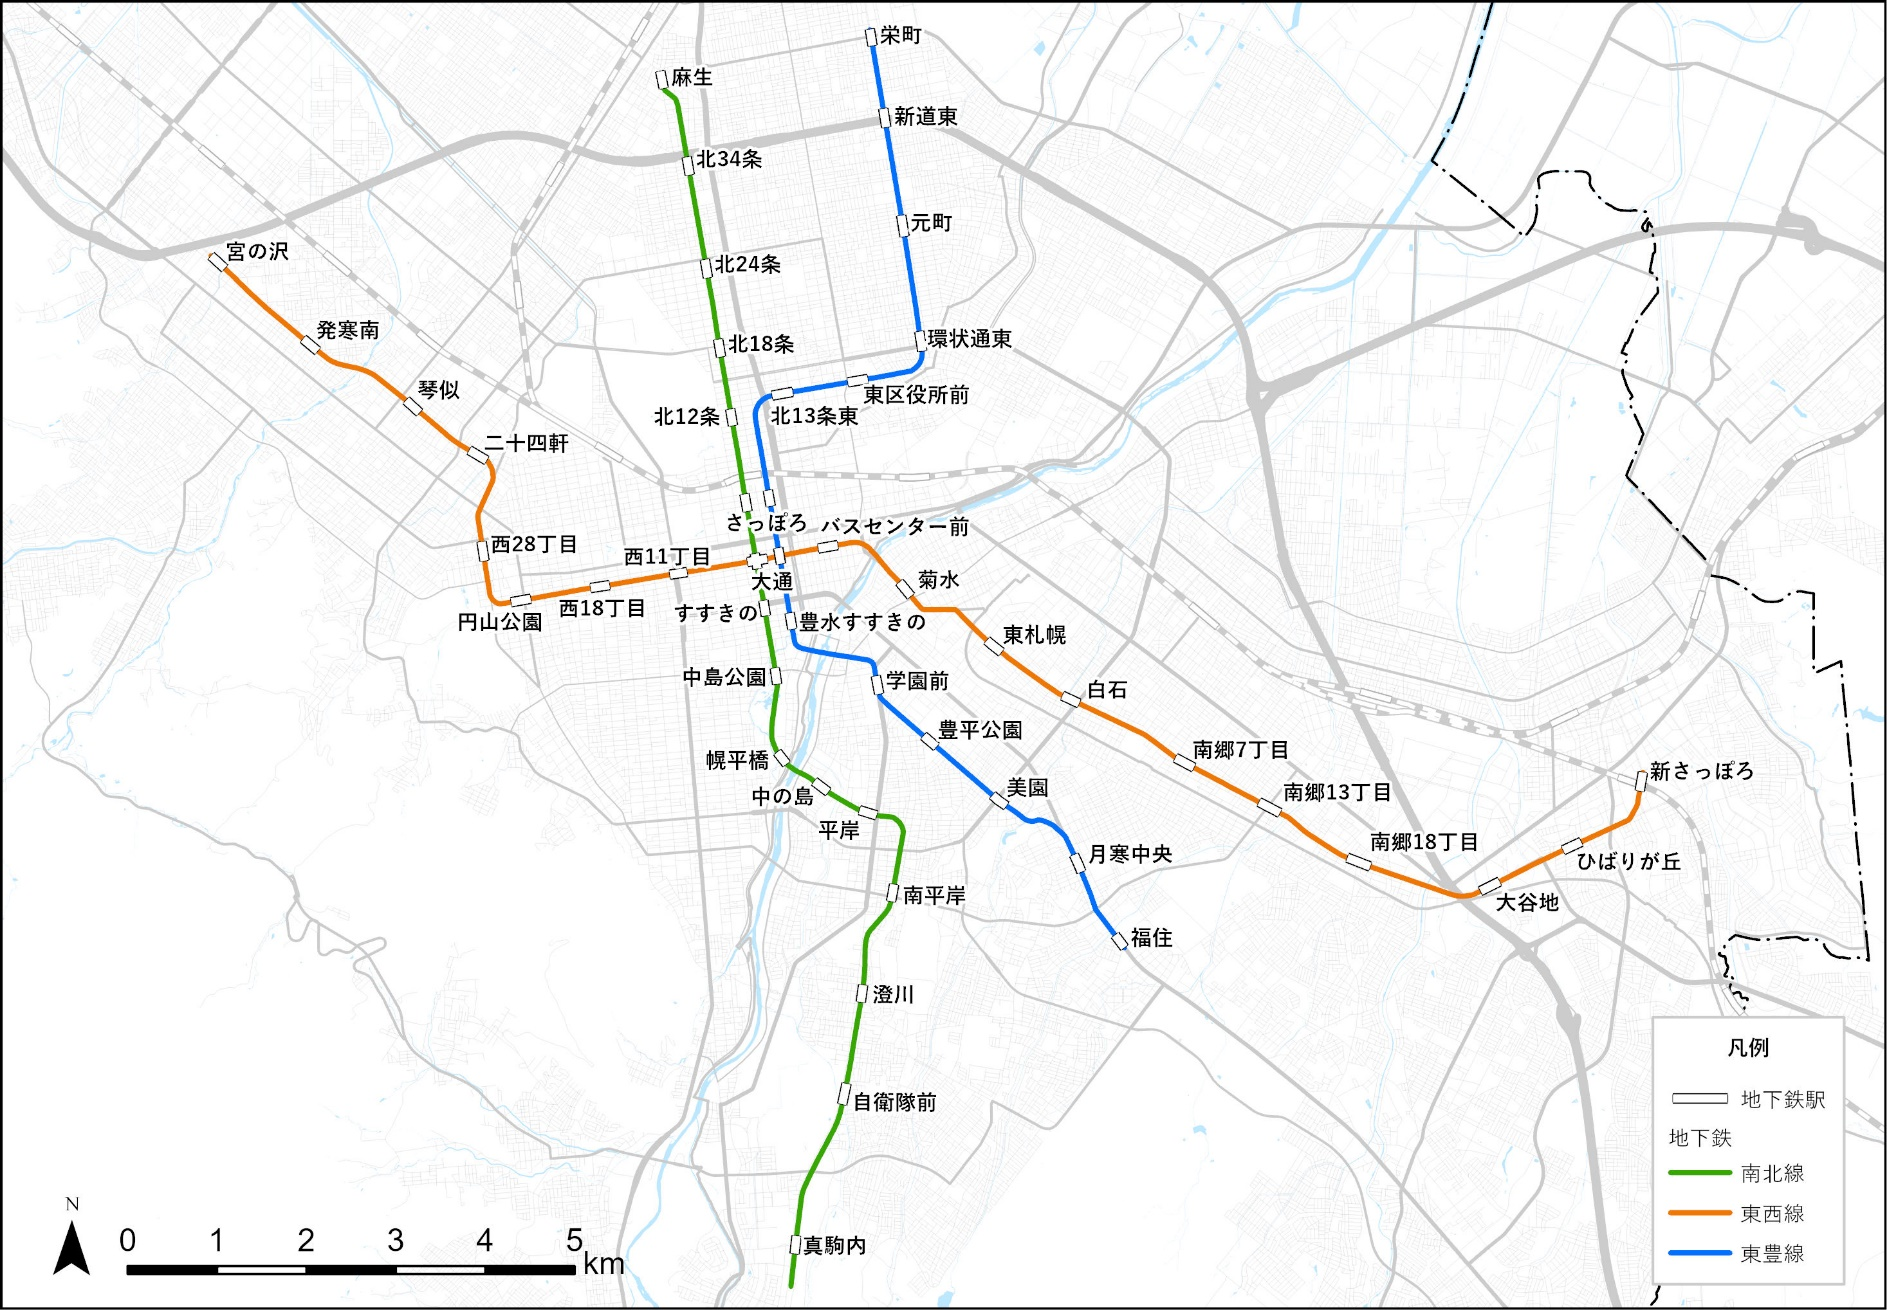 栄町
麻生
新道東
北34条
元町
宮の沢
北24条
発寒南
北18条
環状通東
琴似
東区役所前
北12条
北13条東
二十四軒
さっぽろ
バスセンター前
西28丁目
西11丁目
大通
菊水
西18丁目
すすきの
円山公園
豊水すすきの
東札幌
中島公園
学園前
白石
豊平公園
南郷7丁目
幌平橋
新さっぽろ
美園
南郷13丁目
中の島
平岸
南郷18丁目
月寒中央
ひばりが丘
南平岸
大谷地
福住
澄川
自衛隊前
真駒内
凡例
地下鉄駅
地下鉄
南北線
東西線
東豊線
N
0 1 2 3 4 5
km